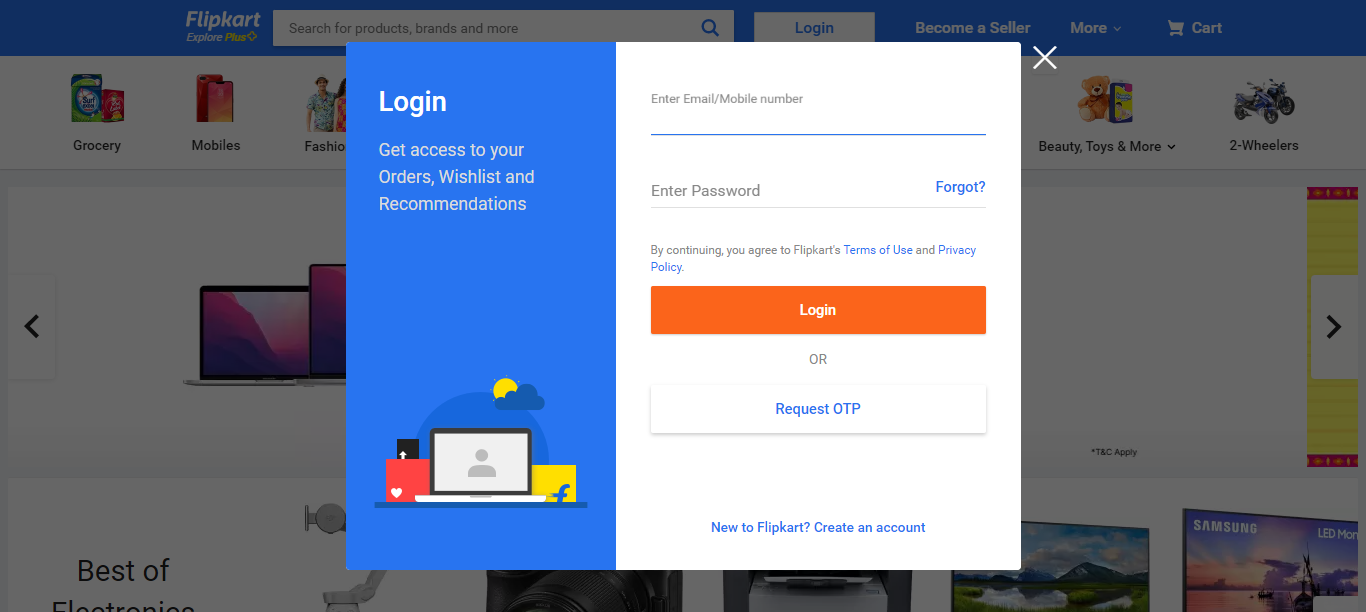 Flipkart
Explore Plus
Search for products, brands and more
Login
Become a Seller
More
Cart
Grocery
Mobiles
Fashio
Beauty, Toys & More
2-Wheelers
Login
Get access to your
Orders, Wishlist and
Recommendations
Enter Email/Mobile number
Enter Password
Forgot?
By continuing, you agree to Flipkart's Terms of Use and Privacy
Policy.
Login
OR
Request OTP
New to Flipkart? Create an account
*T&C Apply
Best of
Electronics
SAMSUNG
LED Mon